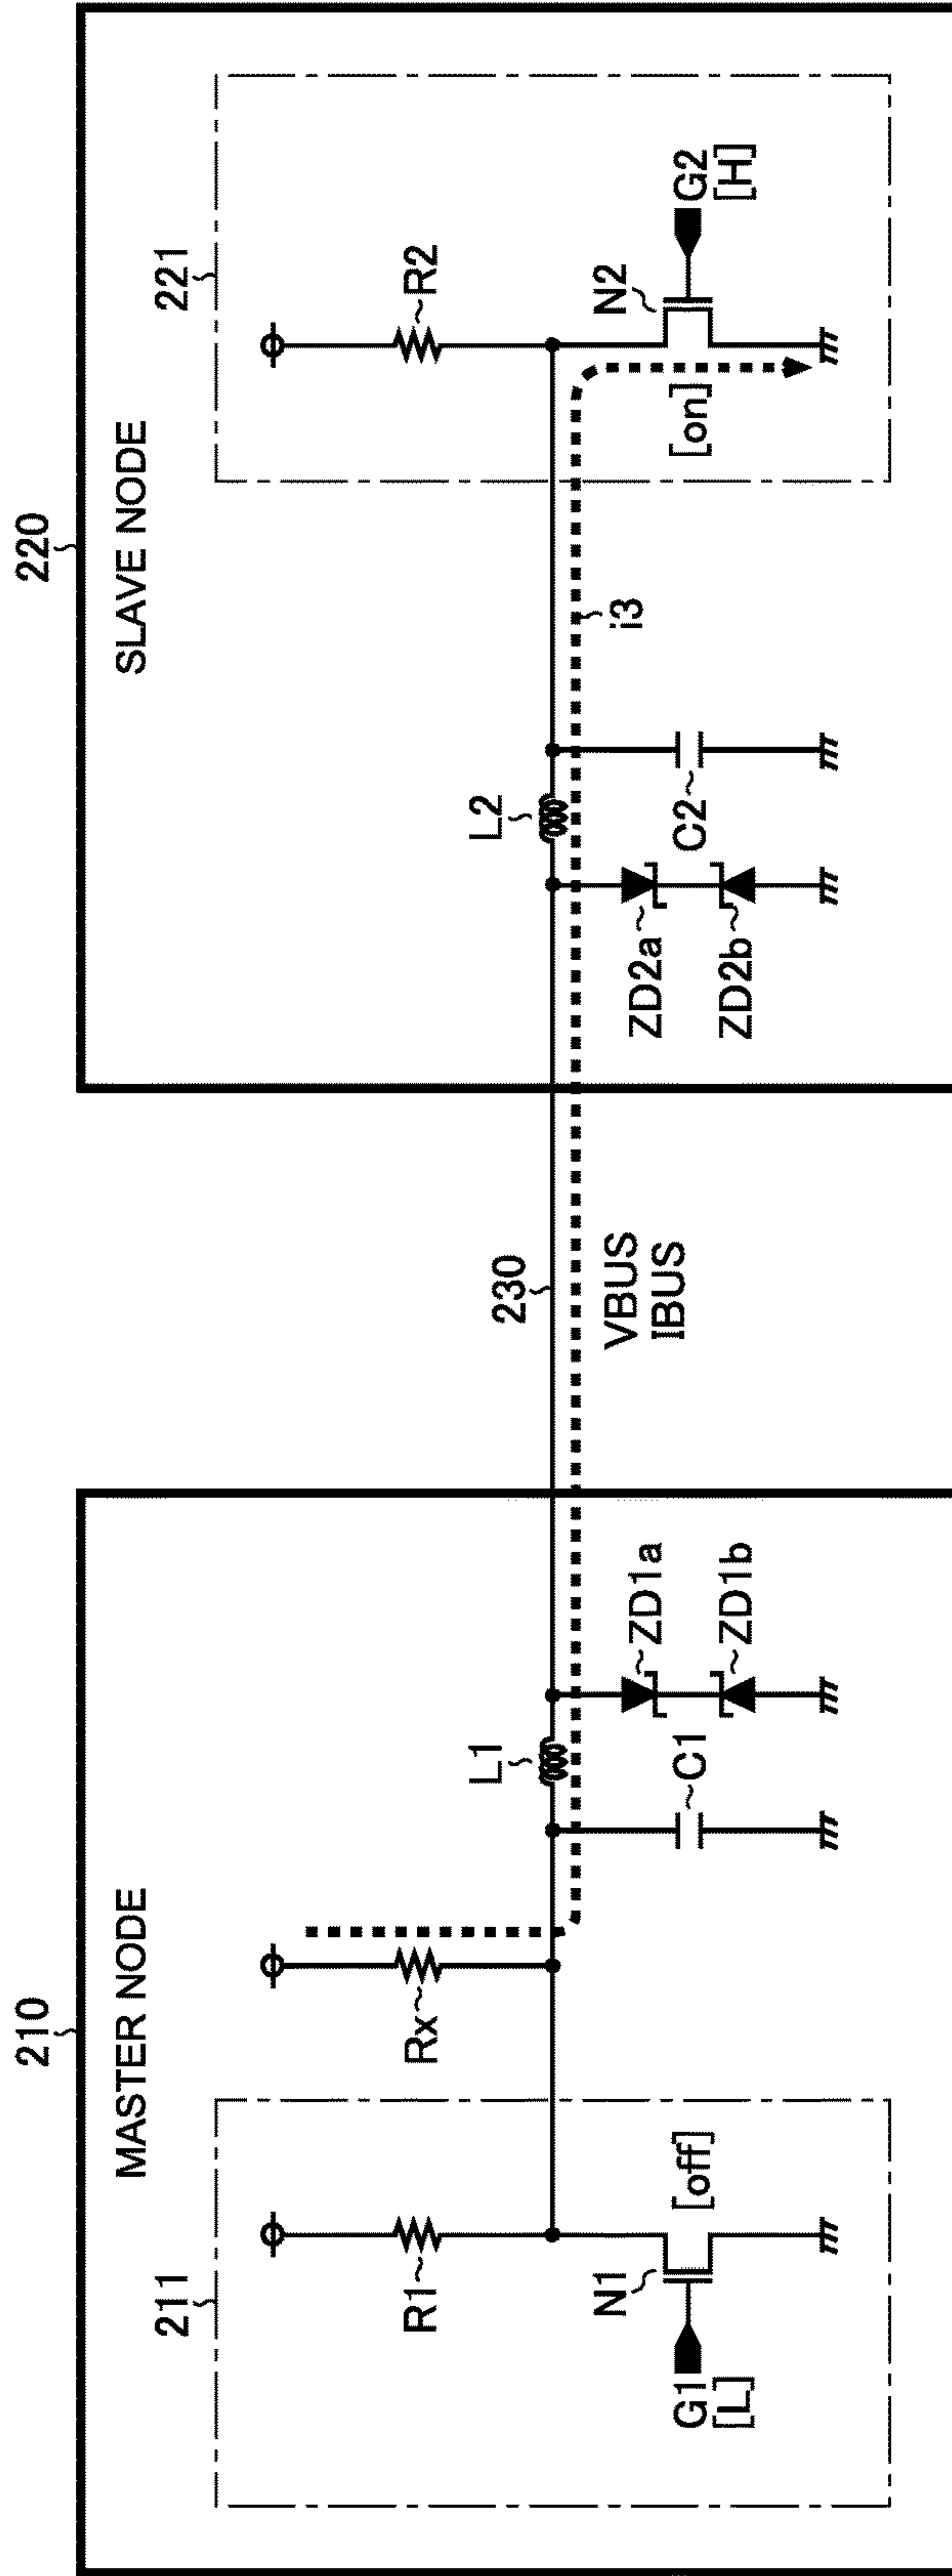 210
MASTER NODE
211
R1
Rx
L1
N1
[off]
G1
[L]
C1
ZD1a
ZD1b
230
VBUS
IBUS
220
SLAVE NODE
221
L2
R2
ZD2a
ZD2b
C2
i3
[on]
N2
G2
[H]